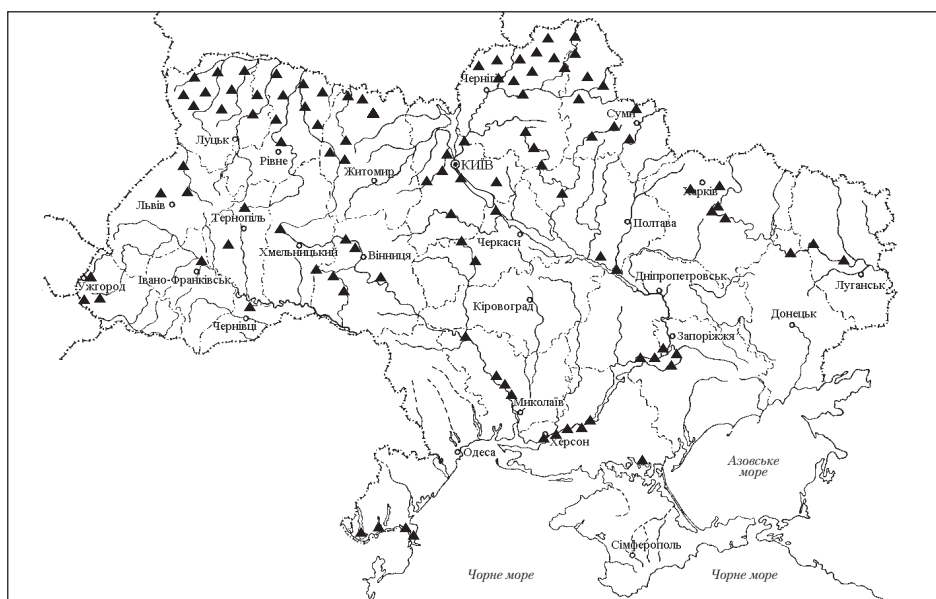 Чернігів
Суми
Луцьк
Рівне
КИЇВ
Житомир
Харків
Львів
Тернопіль
Полтава
Хмельницький
Вінниця
Черкаси
Ужгород
Івано-Франківськ
Дніпропетровськ
Луганськ
Кіровоград
Донецьк
Чернівці
Запоріжжя
Миколаїв
Херсон
Одеса
Азовське
море
Сімферополь
Чорне море
Чорне море